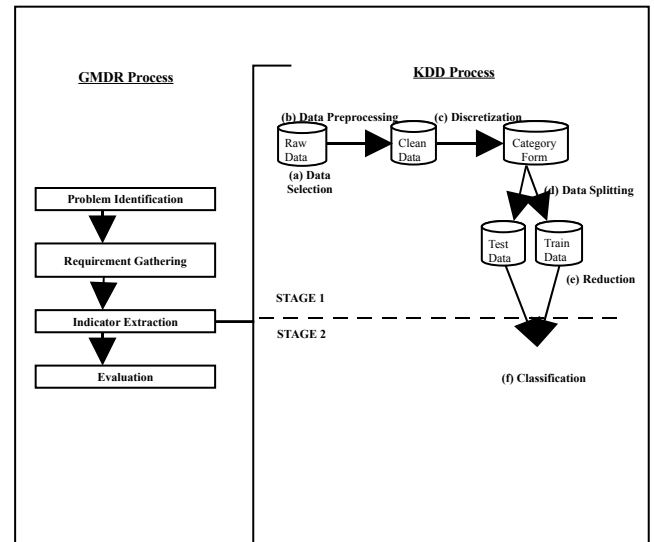 GMDR Process
Problem Identification
Requirement Gathering
Indicator Extraction
Evaluation
KDD Process
(b) Data Preprocessing
(c) Discretization
Raw
Data
Clean
Data
Category
Form
(a) Data
Selection
(d) Data Splitting
Test
Data
Train
Data
(e) Reduction
STAGE 1
STAGE 2
(f) Classification